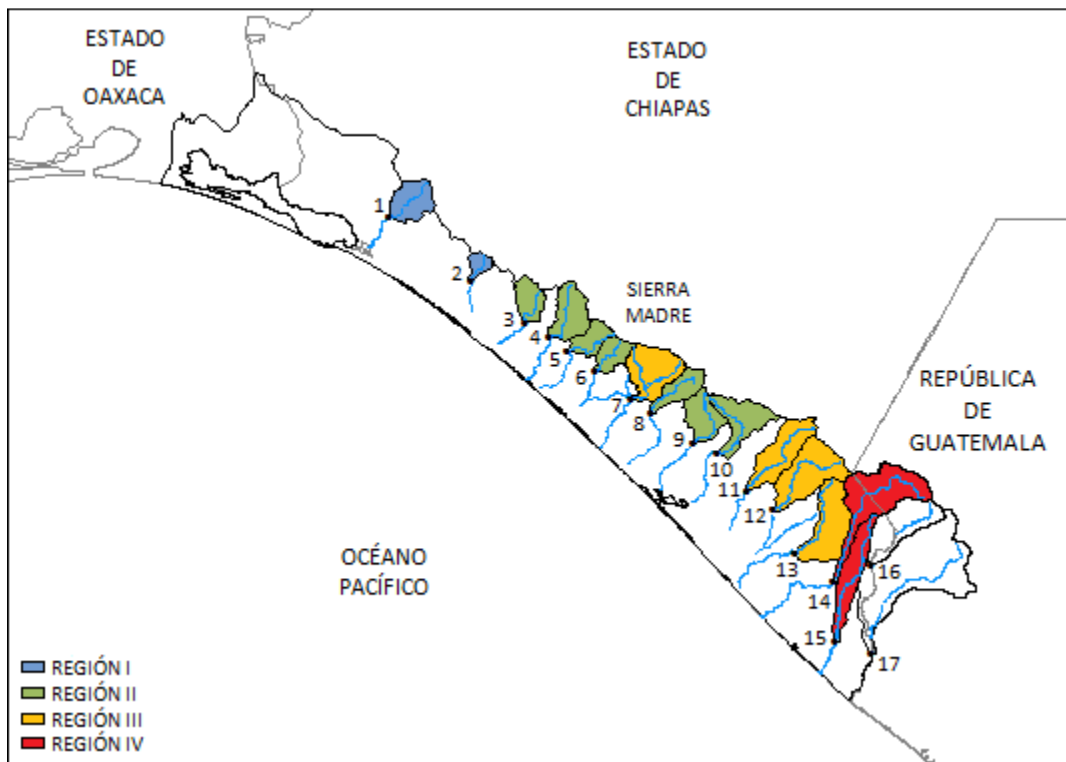 ESTADO
DE
OAXACA
ESTADO
DE
CHIAPAS
1
2
SIERRA
MADRE
3
4
5
6
7
8
9
10
REPÚBLICA
DE
GUATEMALA
11
12
13
14
15
16
17
OCÉANO
PACÍFICO
REGIÓN I
REGIÓN II
REGIÓN III
REGIÓN IV